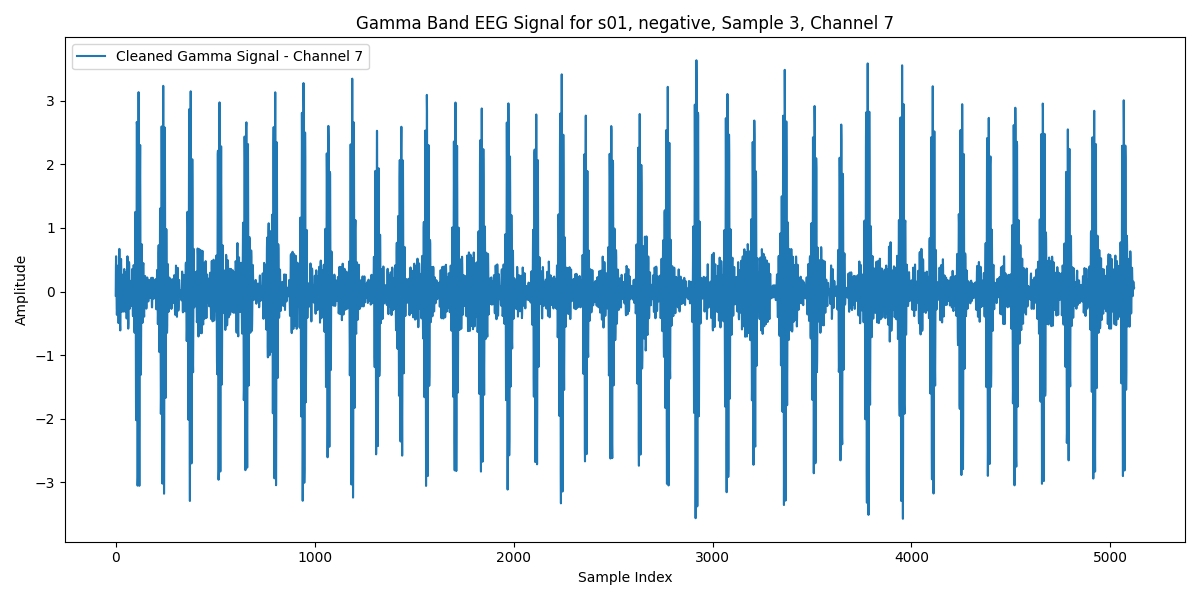 Gamma Band EEG Signal for s01, negative, Sample 3, Channel 7
Cleaned Gamma Signal - Channel 7
3
2
1
0
−1
−2
−3
Amplitude
0 1000 2000 3000 4000 5000
Sample Index